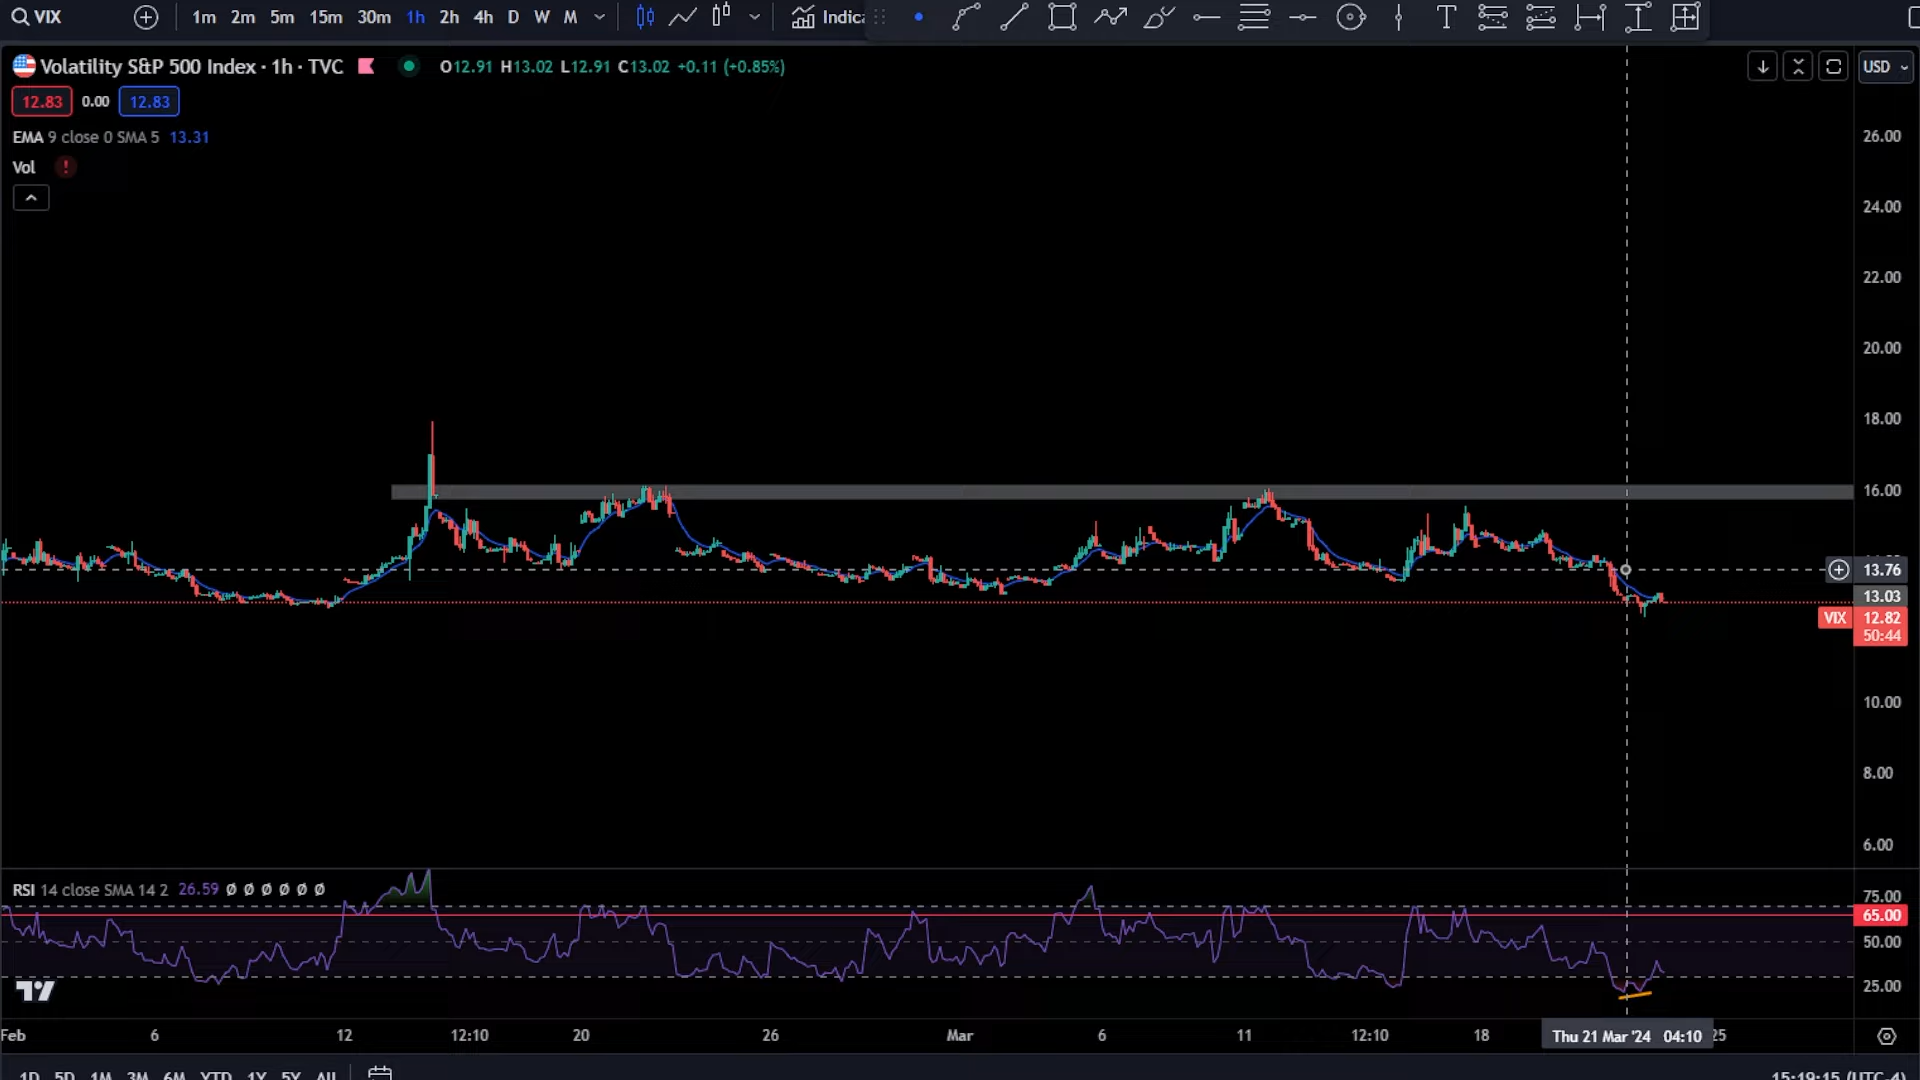 VIX 1m 2m 5m 15m 30m 1h 2h 4h D W M Indica T
Volatility S&P 500 Index · 1h · TVC O12.91 H13.02 L12.91 C13.02 +0.11 (+0.85%) USD
12.83 0.00 12.83
EMA 9 close 0 SMA 5 13.31
Vol !
26.00
24.00
22.00
20.00
18.00
16.00
13.76
13.03
VIX 12.82
50:44
10.00
8.00
6.00
RSI 14 close SMA 14 2 26.59 Ø Ø Ø Ø Ø Ø
75.00
65.00
50.00
25.00
Feb 6 12 12:10 20 26 Mar 6 11 12:10 18 Thu 21 Mar '24 04:10 25
1D 5D 1M 3M 6M YTD 1Y 5Y All 15:19:15 (UTC-4)